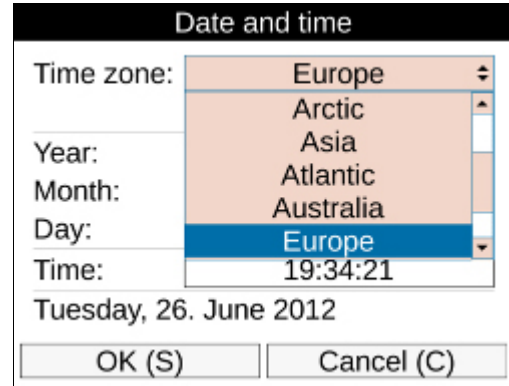 Date and time
Time zone: Europe
Arctic
Asia
Year:
Atlantic
Month:
Australia
Day:
Europe
Time: 19:34:21
Tuesday, 26. June 2012
OK (S) Cancel (C)